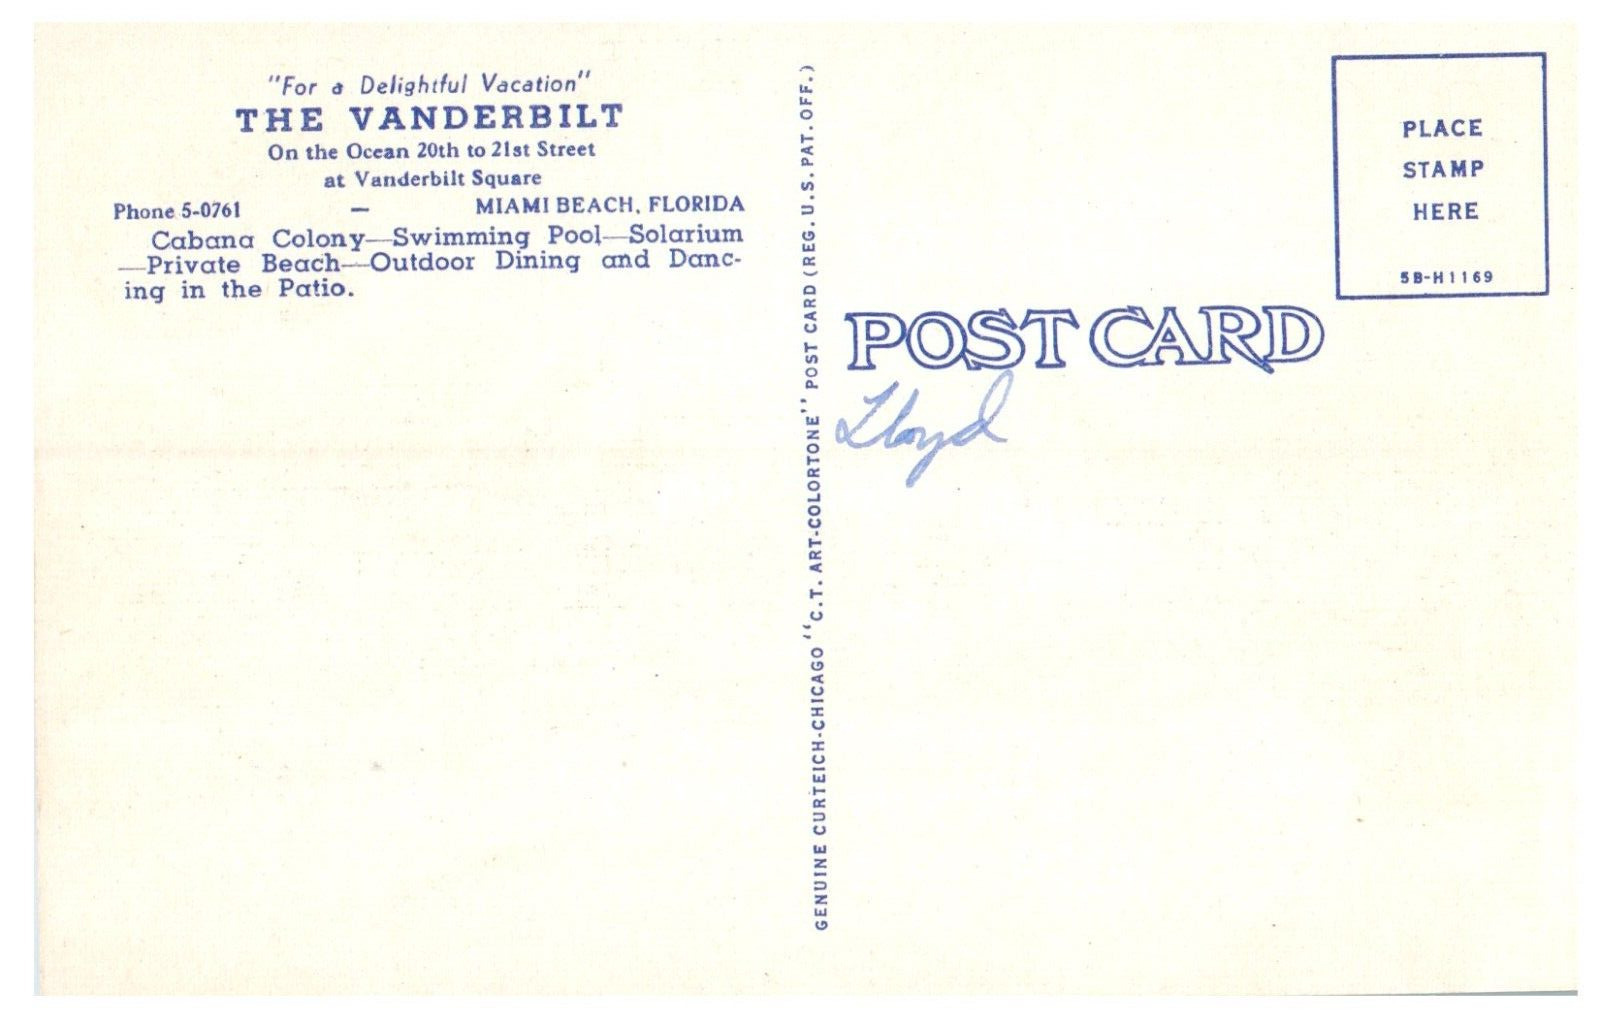 "For a Delightful Vacation"
THE VANDERBILT
On the Ocean 20th to 21st Street
at Vanderbilt Square
Phone 5-0761 — MIAMI BEACH, FLORIDA
Cabana Colony—Swimming Pool—Solarium
—Private Beach—Outdoor Dining and Danc-
ing in the Patio.
GENUINE CURTEICH-CHICAGO "C.T. ART-COLORTONE" POST CARD (REG. U.S. PAT. OFF.)
PLACE
STAMP
HERE
5B-H1169
POST CARD
Lloyd